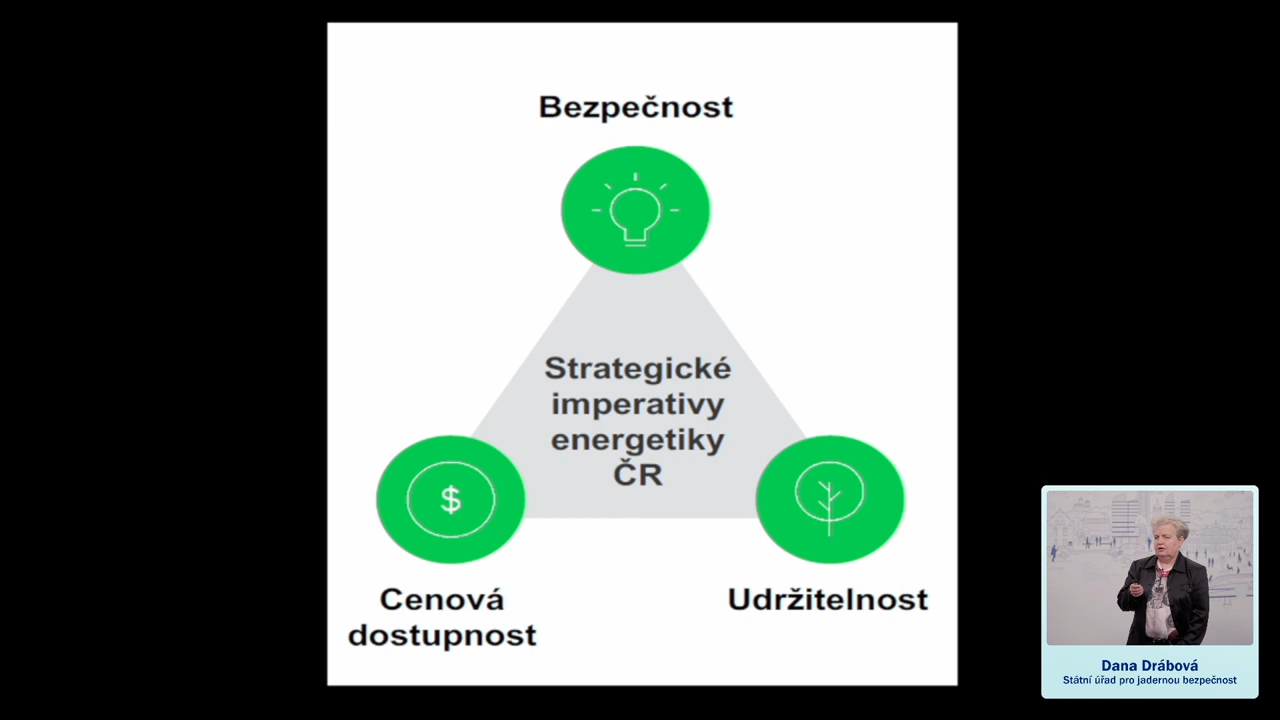 Bezpečnost
Strategické
imperativy
energetiky
ČR
$
Cenová
dostupnost
Udržitelnost
Dana Drábová
Státní úřad pro jadernou bezpečnost